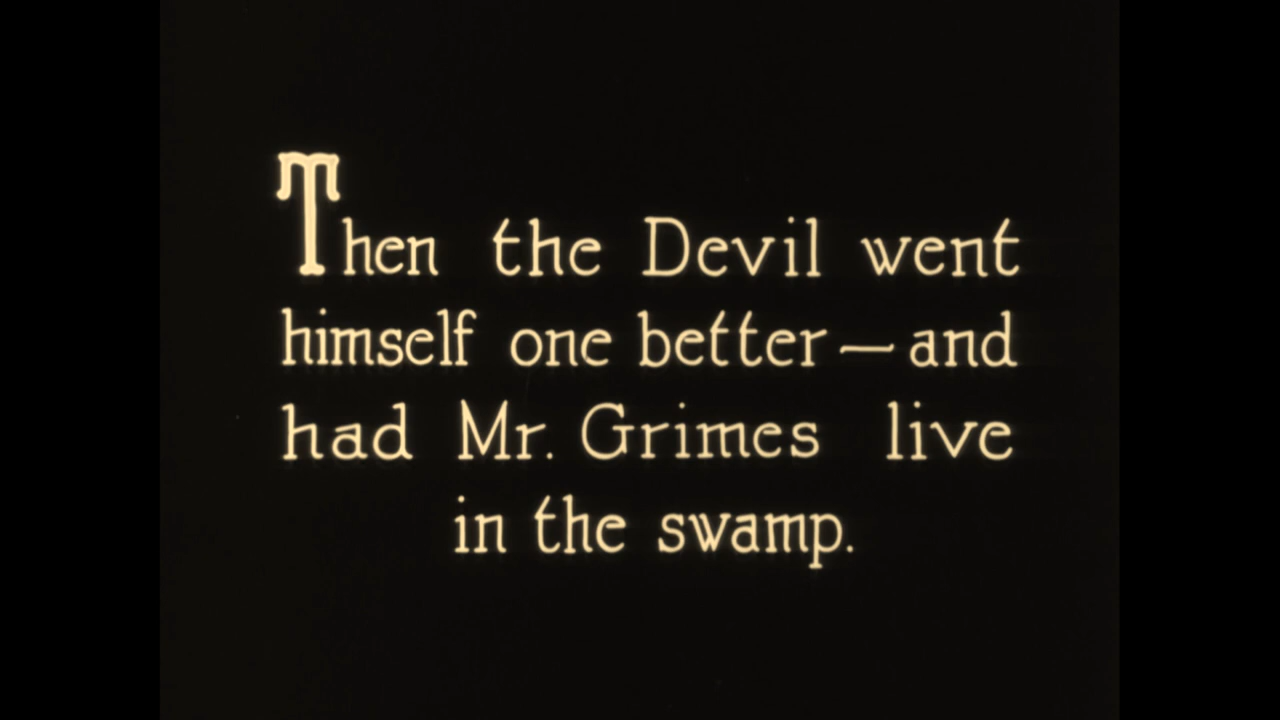 Then the Devil went
himself one better—and
had Mr. Grimes live
in the swamp.